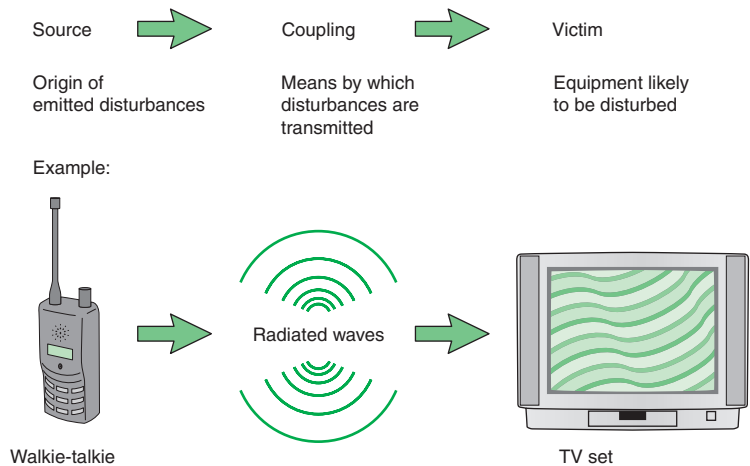 Source
Coupling
Victim
Origin of
emitted disturbances
Means by which
disturbances are
transmitted
Equipment likely
to be disturbed
Example:
Radiated waves
Walkie-talkie
TV set